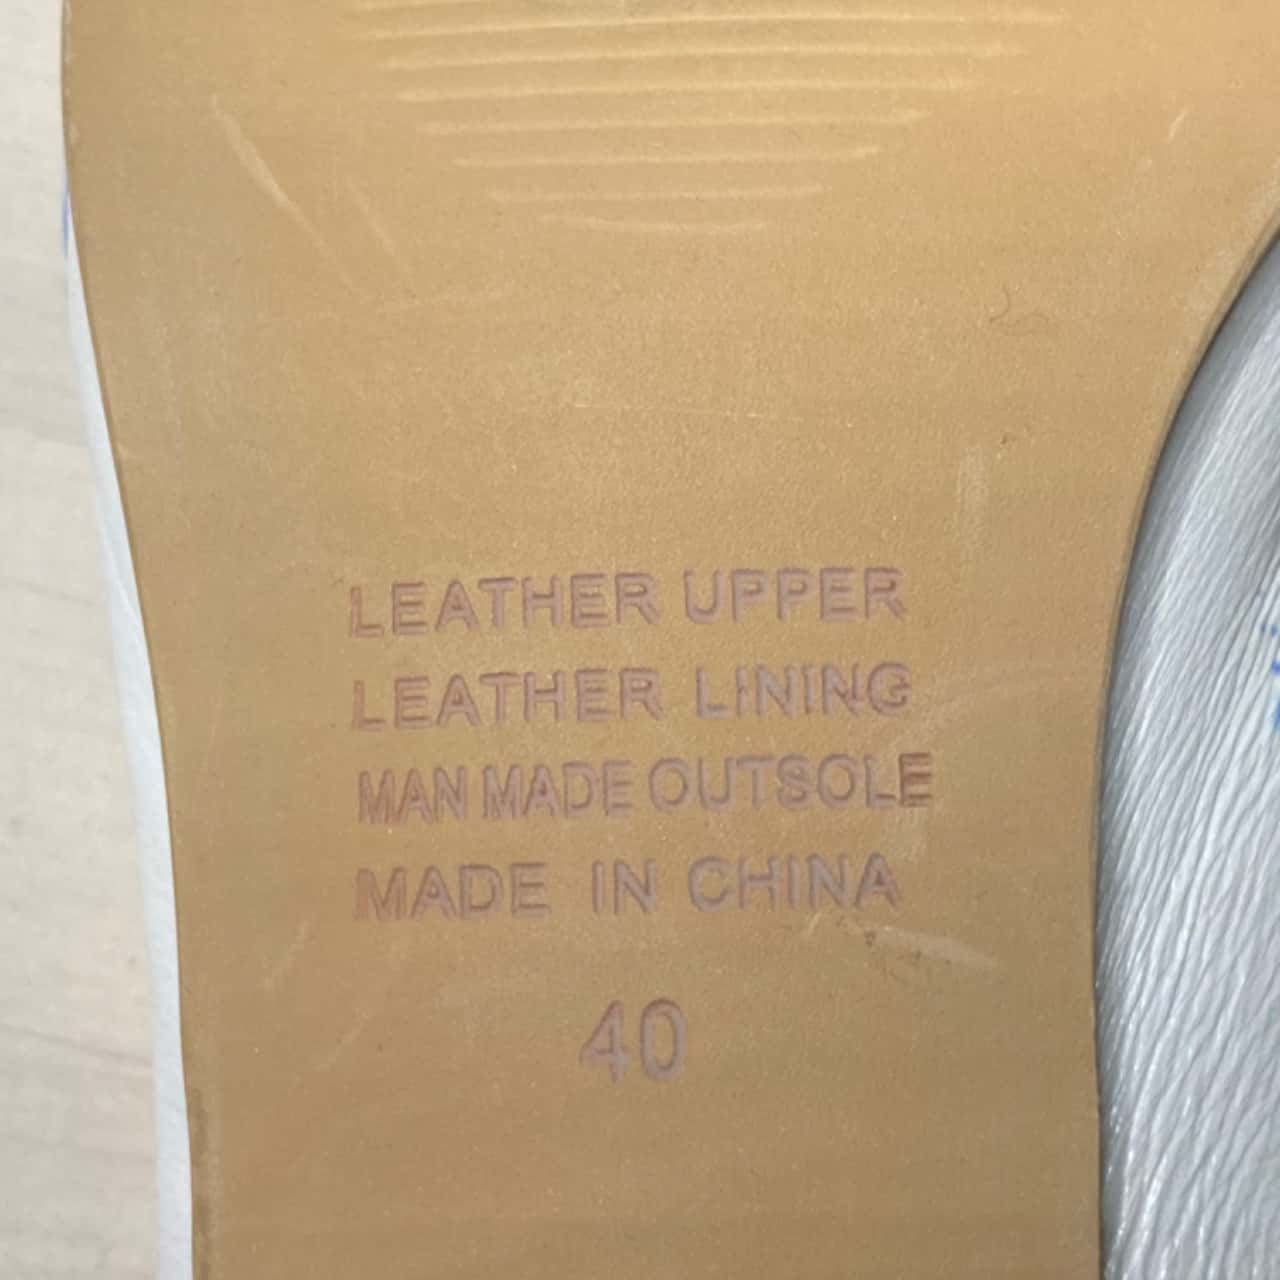 LEATHER UPPER
LEATHER LINING
MAN MADE OUTSOLE
MADE IN CHINA
40